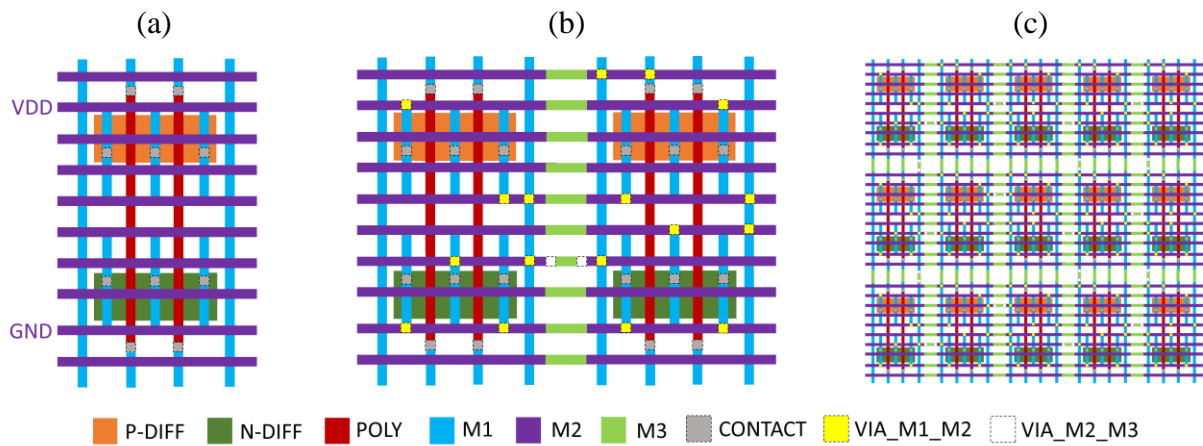 (a) (b) (c)
VDD
GND
P-DIFF N-DIFF POLY M1 M2 M3 CONTACT VIA_M1_M2 VIA_M2_M3